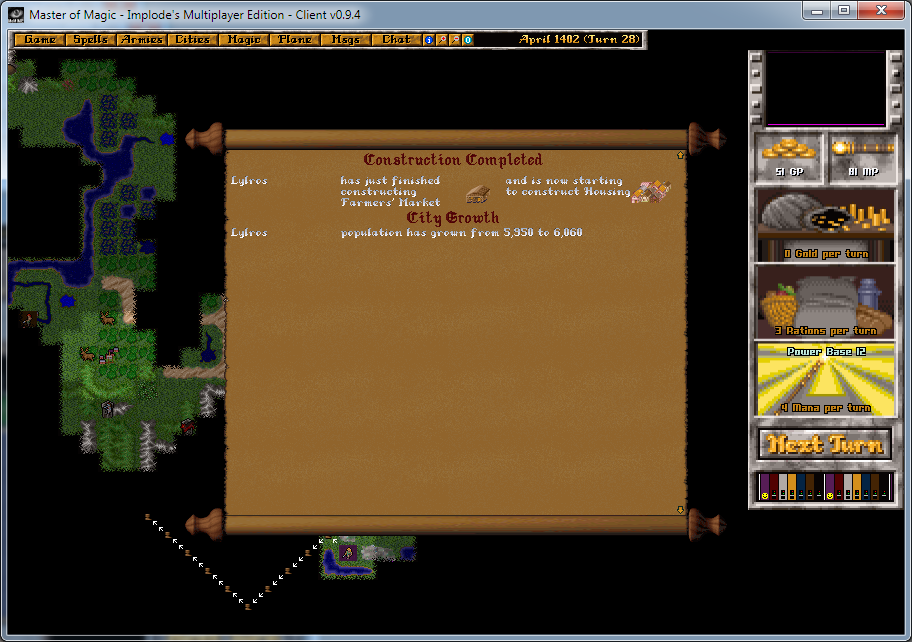 Master of Magic - Implode's Multiplayer Edition - Client v0.9.4
Game Spells Armies Cities Magic Plane Msgs Chat April 1402 (Turn 28)
Construction Completed
Lylros has just finished constructing Farmers' Market and is now starting to construct Housing
City Growth
Lylros population has grown from 5,950 to 6,060
51 GP 81 MP
8 Gold per turn
3 Rations per turn
Power Base 12
4 Mana per turn
Next Turn